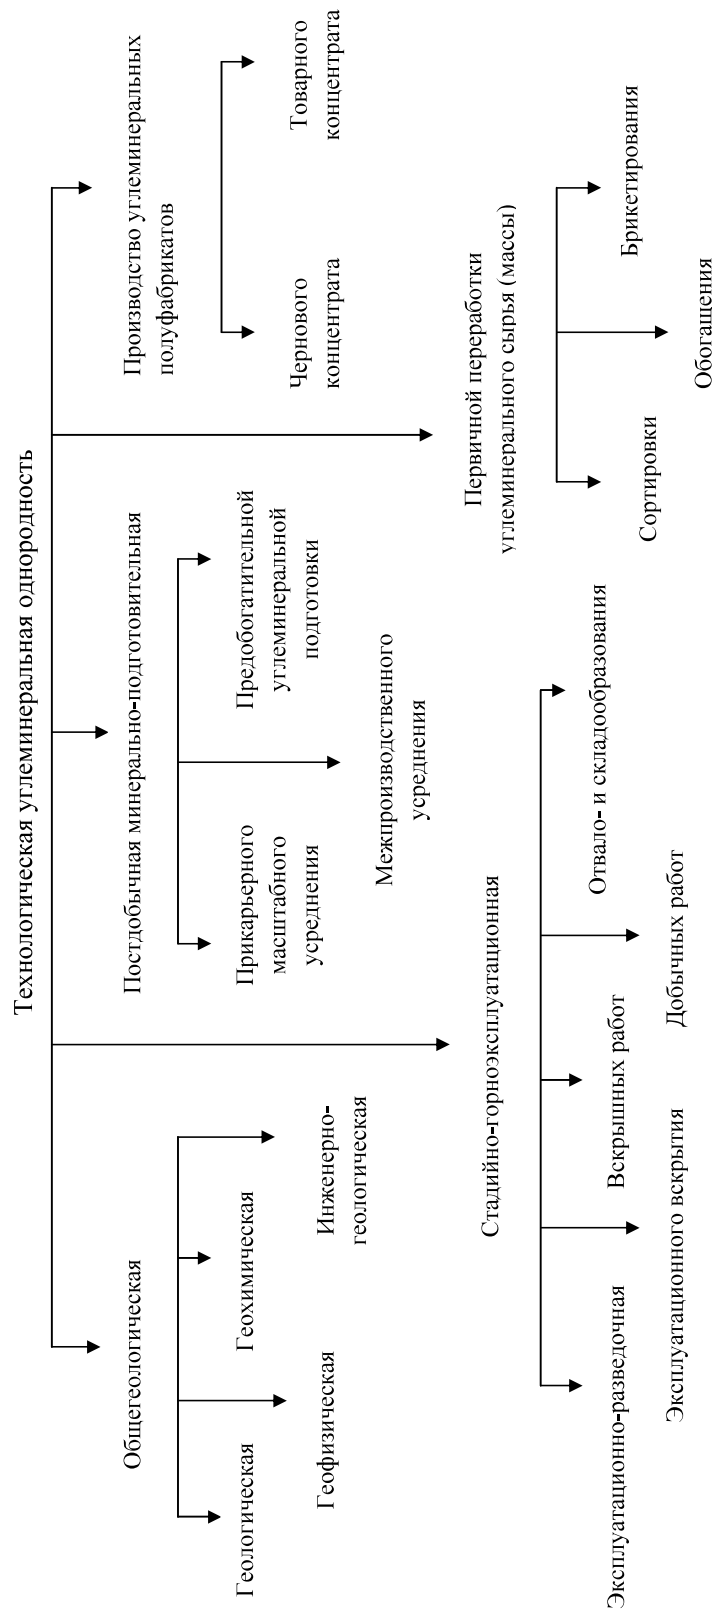 Технологическая углеминеральная однородность
Общегеологическая
Геологическая
Геофизическая
Геохимическая
Инженерно-
геологическая
Стадийно-горноэксплуатационная
Эксплуатационно-разведочная
Эксплуатационного вскрытия
Вскрышных работ
Добычных работ
Отвало- и складообразования
Постдобычная минерально-подготовительная
Прикарьерного
масштабного
усреднения
Межпроизводственного
усреднения
Предобогатительной
углеминеральной
подготовки
Первичной переработки
углеминерального сырья (массы)
Сортировки
Обогащения
Брикетирования
Производство углеминеральных
полуфабрикатов
Чернового
концентрата
Товарного
концентрата